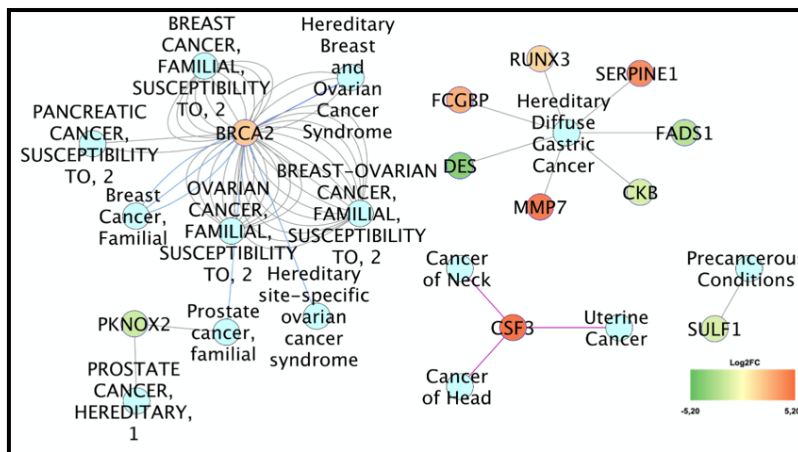 BREAST
CANCER,
FAMILIAL,
SUSCEPTIBILITY
TO, 2
Hereditary
Breast
and
Ovarian
Cancer
Syndrome
PANCREATIC
CANCER,
SUSCEPTIBILITY
TO, 2
BRCA2
Breast
Cancer,
Familial
OVARIAN
CANCER,
FAMILIAL,
SUSCEPTIBILITY
TO, 2
BREAST-OVARIAN
CANCER,
FAMILIAL,
SUSCEPTIBILITY
TO, 2
Hereditary
site-specific
ovarian
cancer
syndrome
Prostate
cancer,
familial
PKNOX2
PROSTATE
CANCER,
HEREDITARY,
1
RUNX3
SERPINE1
FCGBP
Hereditary
Diffuse
Gastric
Cancer
FADS1
DES
CKB
MMP7
Cancer
of Neck
CSF3
Uterine
Cancer
Cancer
of Head
Precancerous
Conditions
SULF1
Log2FC
-5,20
5,20